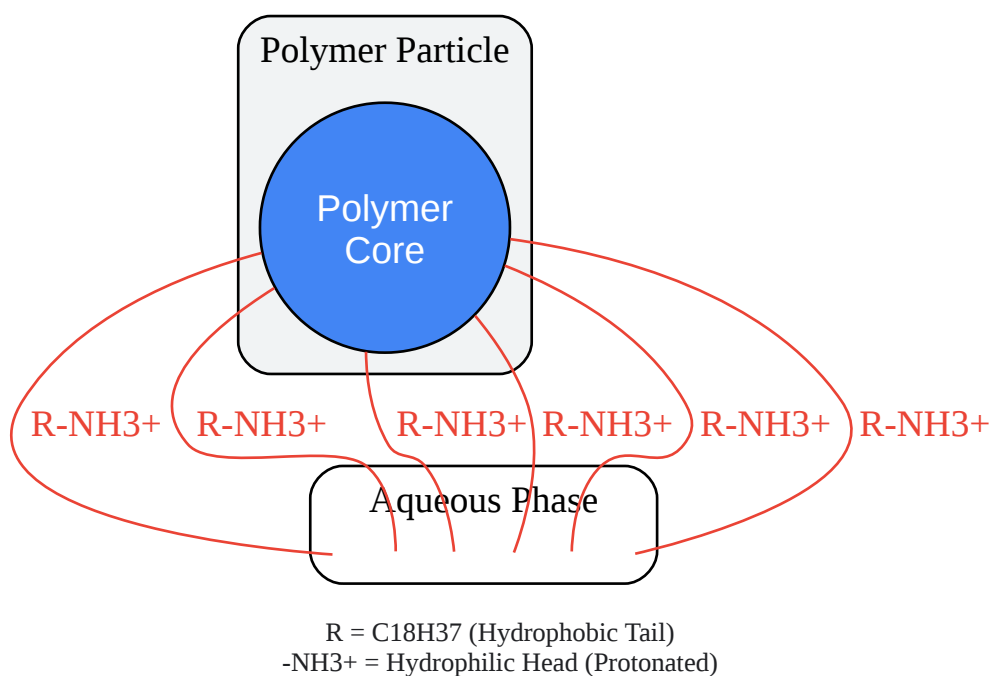 Polymer Particle
Polymer
Core
R-NH3+ R-NH3+ R-NH3+ R-NH3+ R-NH3+ R-NH3+
Aqueous Phase
R = C18H37 (Hydrophobic Tail)
-NH3+ = Hydrophilic Head (Protonated)